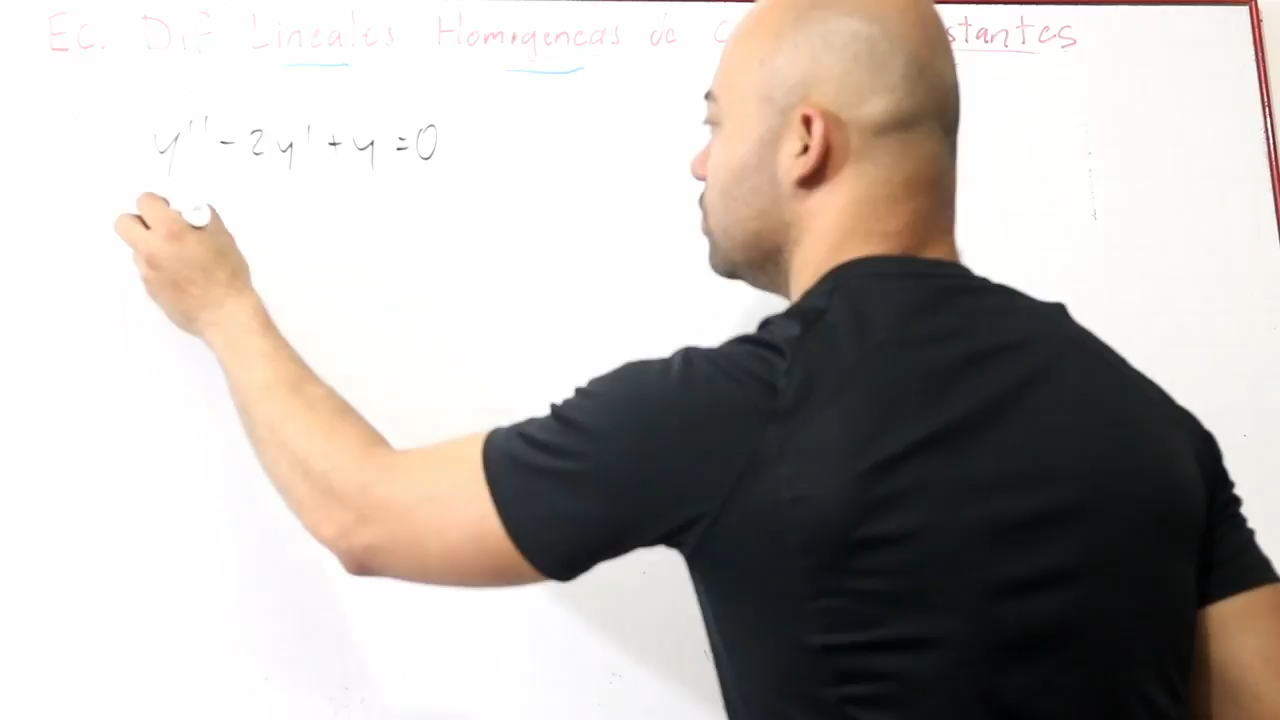 Ec. Dif Lineales Homogeneas de stantes
y'' - 2y' + y = 0